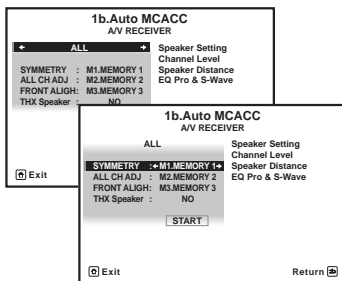 1b.Auto MCACC
A/V RECEIVER
ALL
Speaker Setting
Channel Level
SYMMETRY : M1.MEMORY 1
Speaker Distance
ALL CH ADJ : M2.MEMORY 2
EQ Pro & S-Wave
FRONT ALIGH: M3.MEMORY 3
THX Speaker : NO
Exit
1b.Auto MCACC
A/V RECEIVER
ALL
Speaker Setting
Channel Level
SYMMETRY : M1.MEMORY 1
Speaker Distance
ALL CH ADJ : M2.MEMORY 2
EQ Pro & S-Wave
FRONT ALIGH: M3.MEMORY 3
THX Speaker : NO
START
Exit Return